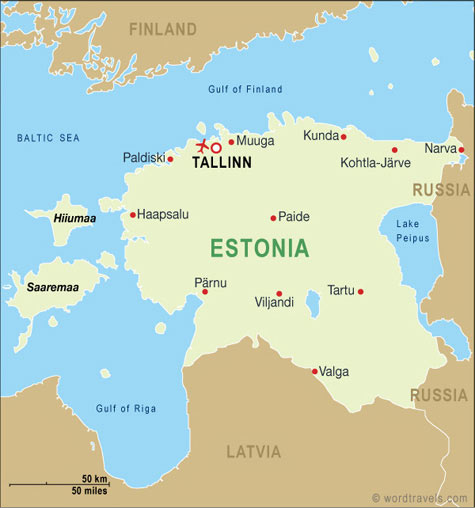 FINLAND
Gulf of Finland
BALTIC SEA
Kunda
Muuga
Narva
Paldiski
TALLINN
Kohtla-Järve
RUSSIA
Hiiumaa
Haapsalu
Paide
Lake
Peipus
ESTONIA
Saaremaa
Pärnu
Viljandi
Tartu
Valga
RUSSIA
Gulf of Riga
LATVIA
50 km
50 miles
© wordtravels.com